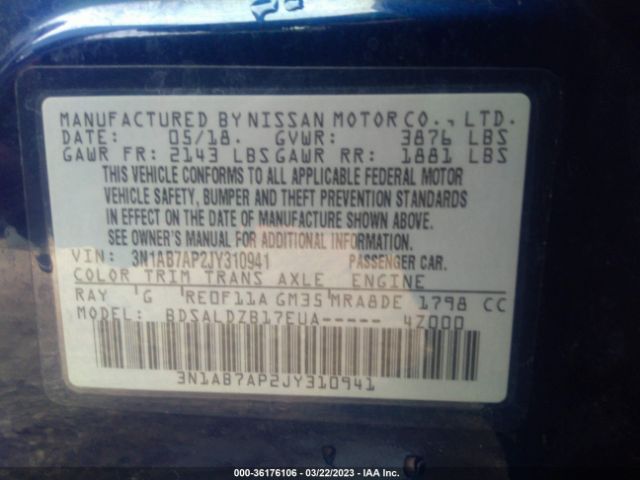 MANUFACTURED BY NISSAN MOTOR CO., LTD.
DATE: 05/18. GVWR: 3876 LBS
GAWR FR: 2143 LBS GAWR RR: 1881 LBS
THIS VEHICLE CONFORMS TO ALL APPLICABLE FEDERAL MOTOR
VEHICLE SAFETY, BUMPER AND THEFT PREVENTION STANDARDS
IN EFFECT ON THE DATE OF MANUFACTURE SHOWN ABOVE.
SEE OWNER'S MANUAL FOR ADDITIONAL INFORMATION.
VIN: 3N1AB7AP2JY310941 PASSENGER CAR.
COLOR TRIM TRANS AXLE ENGINE
RAY G RE0F11A GM35 MRA8DE 1798 CC
MODEL: BDSALDZB17EUA----- 4Z000
3N1AB7AP2JY310941
000-36176106 - 03/22/2023 - IAA Inc.